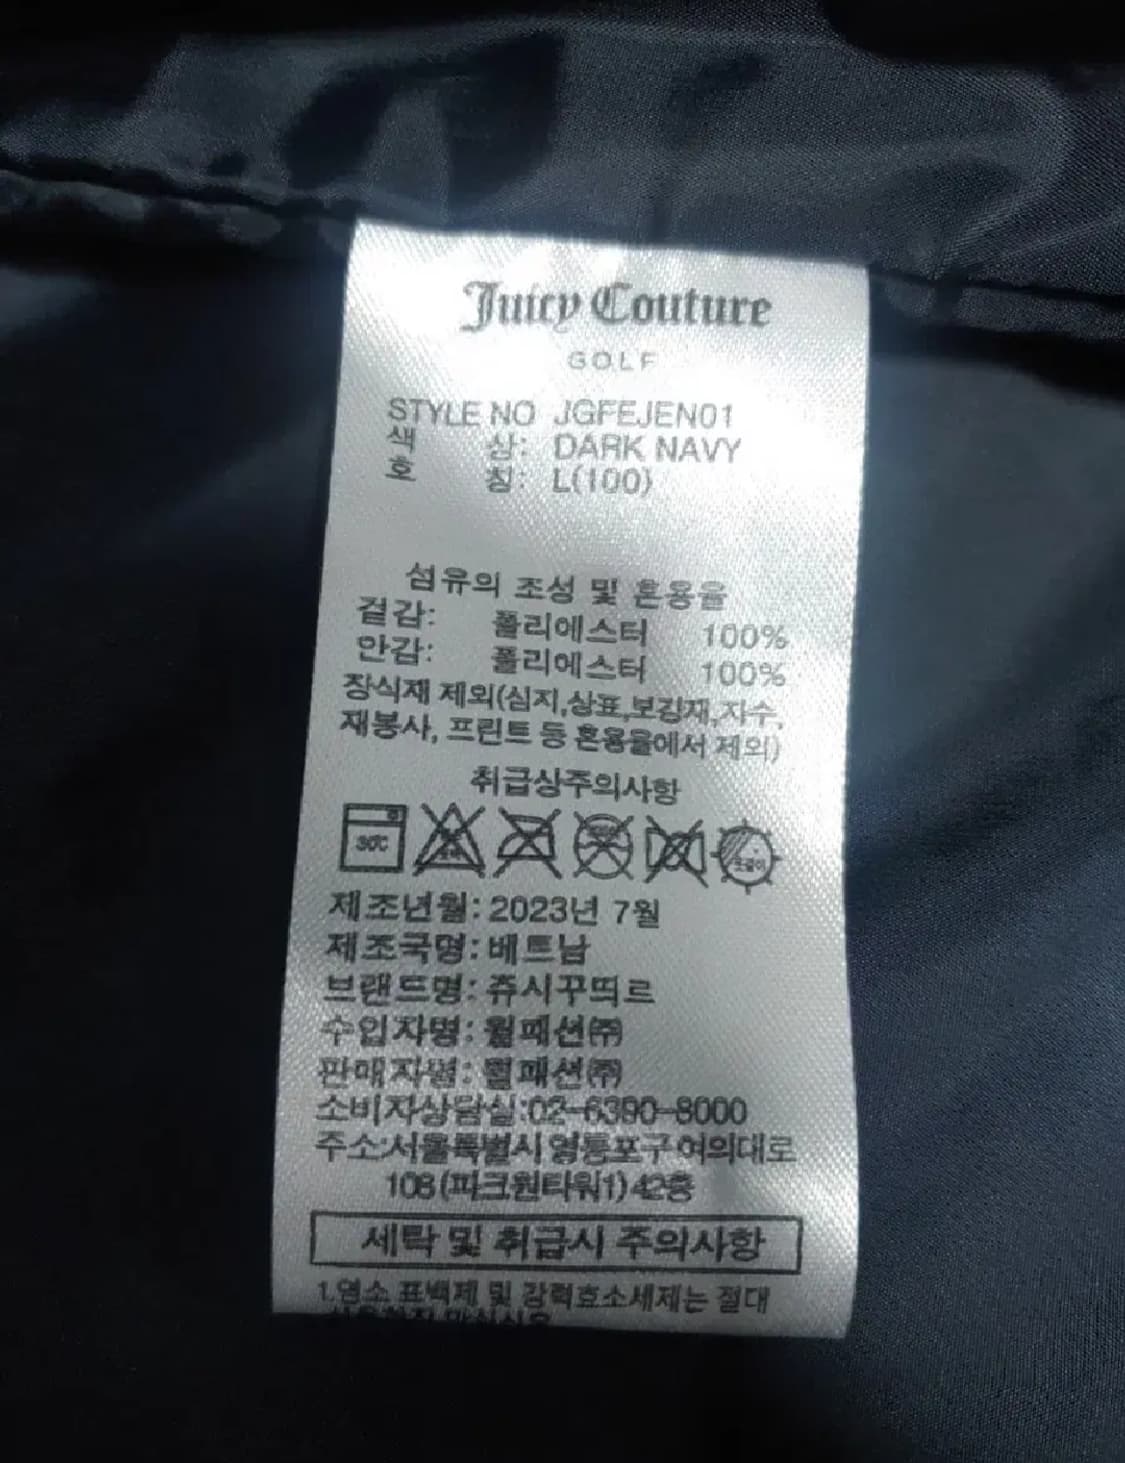 Juicy Couture
GOLF
STYLE NO JGFEJEN01
색 상: DARK NAVY
호 칭: L(100)
섬유의 조성 및 혼용율
겉감: 폴리에스터 100%
안감: 폴리에스터 100%
장식재 제외(심지,상표,보강재,자수,
재봉사, 프린트 등 혼용율에서 제외)
취급상주의사항
30℃
제조년월: 2023년 7월
제조국명: 베트남
브랜드명: 쥬시꾸띄르
수입자명: 월패션㈜
판매자명: 월패션㈜
소비자상담실:02-6390-8000
주소:서울특별시 영등포구 여의대로
108(파크원타워1) 42층
세탁 및 취급시 주의사항
1.염소 표백제 및 강력효소세제는 절대